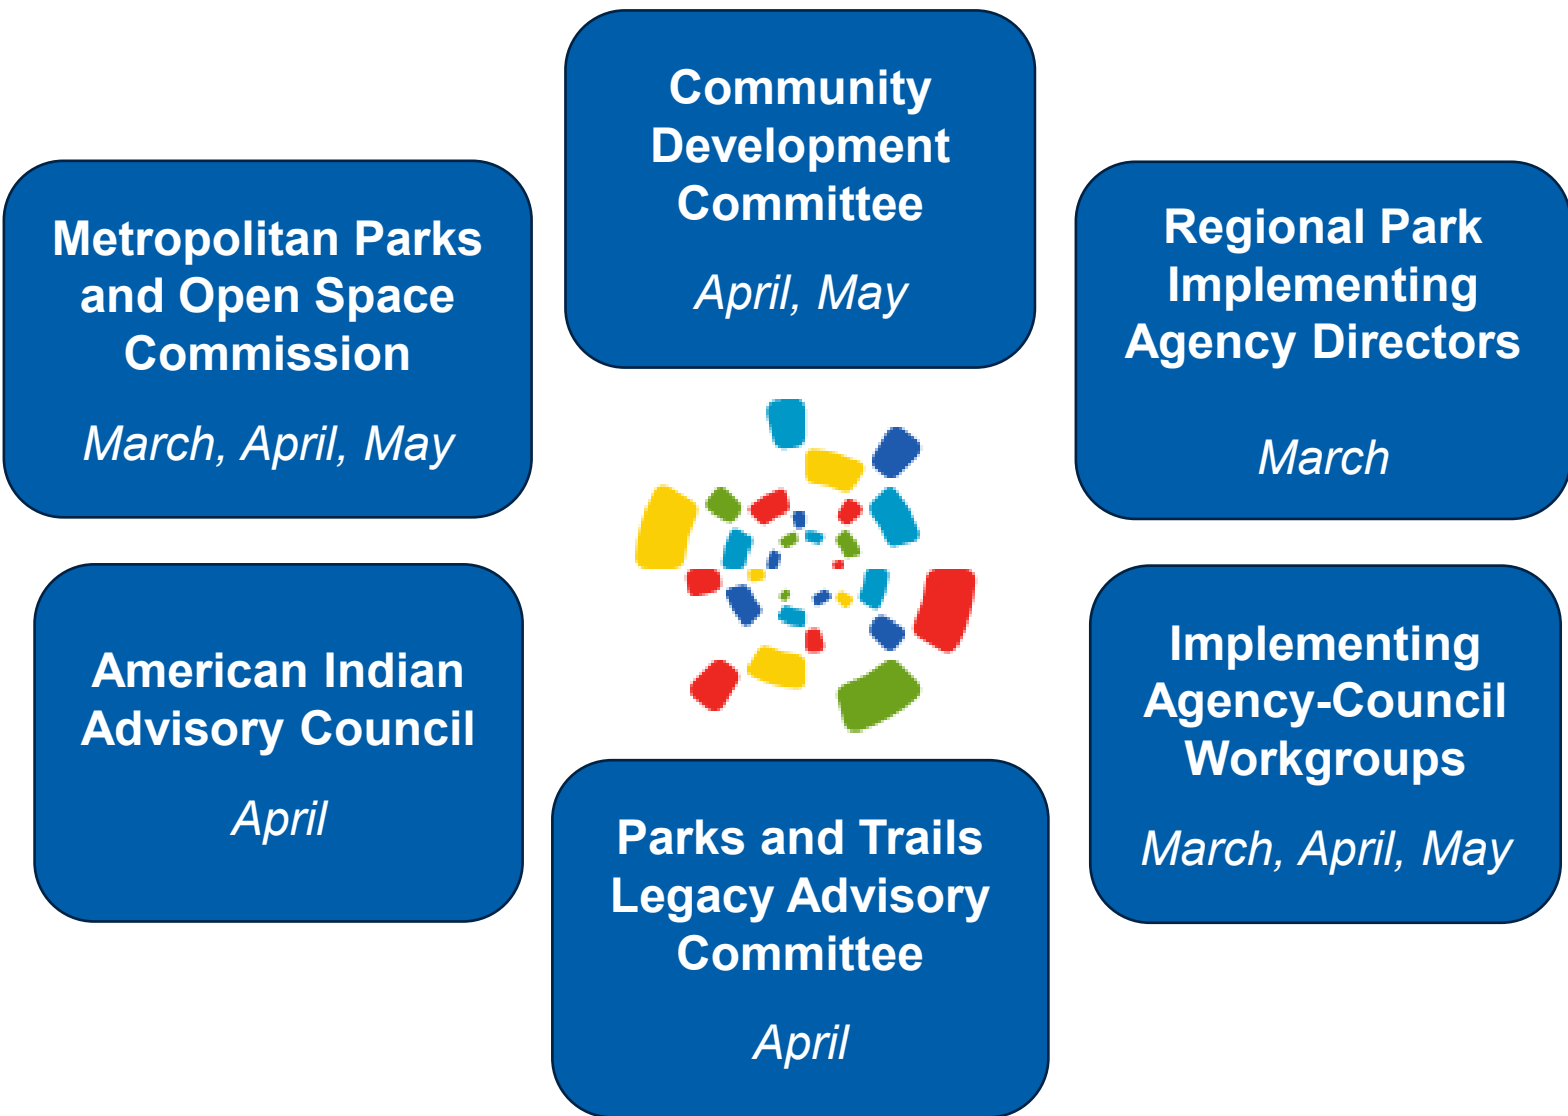 Community
Development
Committee
April, May
Metropolitan Parks
and Open Space
Commission
March, April, May
Regional Park
Implementing
Agency Directors
March
American Indian
Advisory Council
April
Implementing
Agency-Council
Workgroups
March, April, May
Parks and Trails
Legacy Advisory
Committee
April